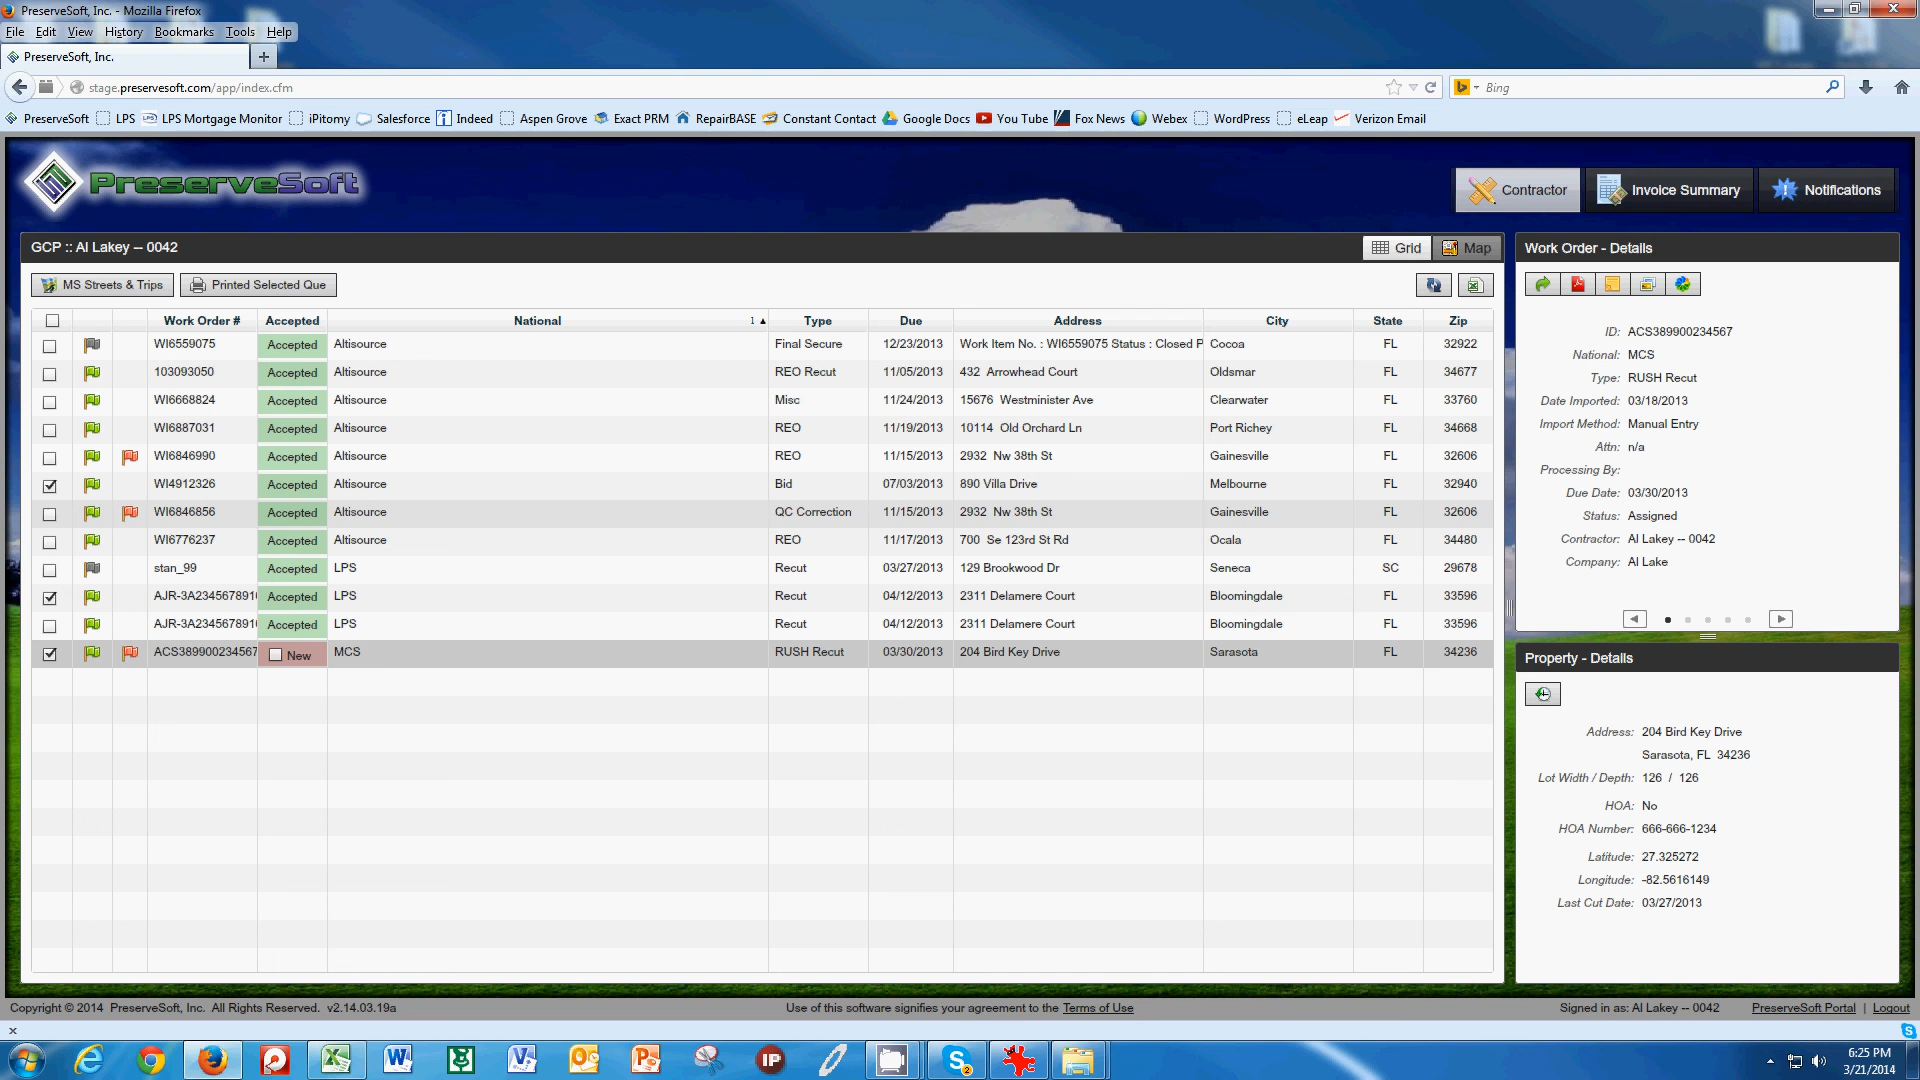 PreserveSoft, Inc. - Mozilla Firefox
File Edit View History Bookmarks Tools Help
PreserveSoft, Inc.
stage.preservesoft.com/app/index.cfm
Bing
PreserveSoft LPS LPS Mortgage Monitor iPitomy Salesforce Indeed Aspen Grove Exact PRM RepairBASE Constant Contact Google Docs You Tube Fox News Webex WordPress eLeap Verizon Email
PreserveSoft
Contractor Invoice Summary Notifications
GCP :: Al Lakey -- 0042
Grid Map
MS Streets & Trips Printed Selected Que
Work Order # Accepted National 1 Type Due Address City State Zip
WI6559075 Accepted Altisource Final Secure 12/23/2013 Work Item No. : WI6559075 Status : Closed P Cocoa FL 32922
103093050 Accepted Altisource REO Recut 11/05/2013 432 Arrowhead Court Oldsmar FL 34677
WI6668824 Accepted Altisource Misc 11/24/2013 15676 Westminister Ave Clearwater FL 33760
WI6887031 Accepted Altisource REO 11/19/2013 10114 Old Orchard Ln Port Richey FL 34668
WI6846990 Accepted Altisource REO 11/15/2013 2932 Nw 38th St Gainesville FL 32606
WI4912326 Accepted Altisource Bid 07/03/2013 890 Villa Drive Melbourne FL 32940
WI6846856 Accepted Altisource QC Correction 11/15/2013 2932 Nw 38th St Gainesville FL 32606
WI6776237 Accepted Altisource REO 11/17/2013 700 Se 123rd St Rd Ocala FL 34480
stan_99 Accepted LPS Recut 03/27/2013 129 Brookwood Dr Seneca SC 29678
AJR-3A2345678910 Accepted LPS Recut 04/12/2013 2311 Delamere Court Bloomingdale FL 33596
AJR-3A2345678910 Accepted LPS Recut 04/12/2013 2311 Delamere Court Bloomingdale FL 33596
ACS389900234567 New MCS RUSH Recut 03/30/2013 204 Bird Key Drive Sarasota FL 34236
Work Order - Details
ID: ACS389900234567
National: MCS
Type: RUSH Recut
Date Imported: 03/18/2013
Import Method: Manual Entry
Attn: n/a
Processing By:
Due Date: 03/30/2013
Status: Assigned
Contractor: Al Lakey -- 0042
Company: Al Lake
Property - Details
Address: 204 Bird Key Drive
Sarasota, FL 34236
Lot Width / Depth: 126 / 126
HOA: No
HOA Number: 666-666-1234
Latitude: 27.325272
Longitude: -82.5616149
Last Cut Date: 03/27/2013
Copyright © 2014 PreserveSoft, Inc. All Rights Reserved. v2.14.03.19a
Use of this software signifies your agreement to the Terms of Use
Signed in as: Al Lakey -- 0042 PreserveSoft Portal | Logout
6:25 PM
3/21/2014